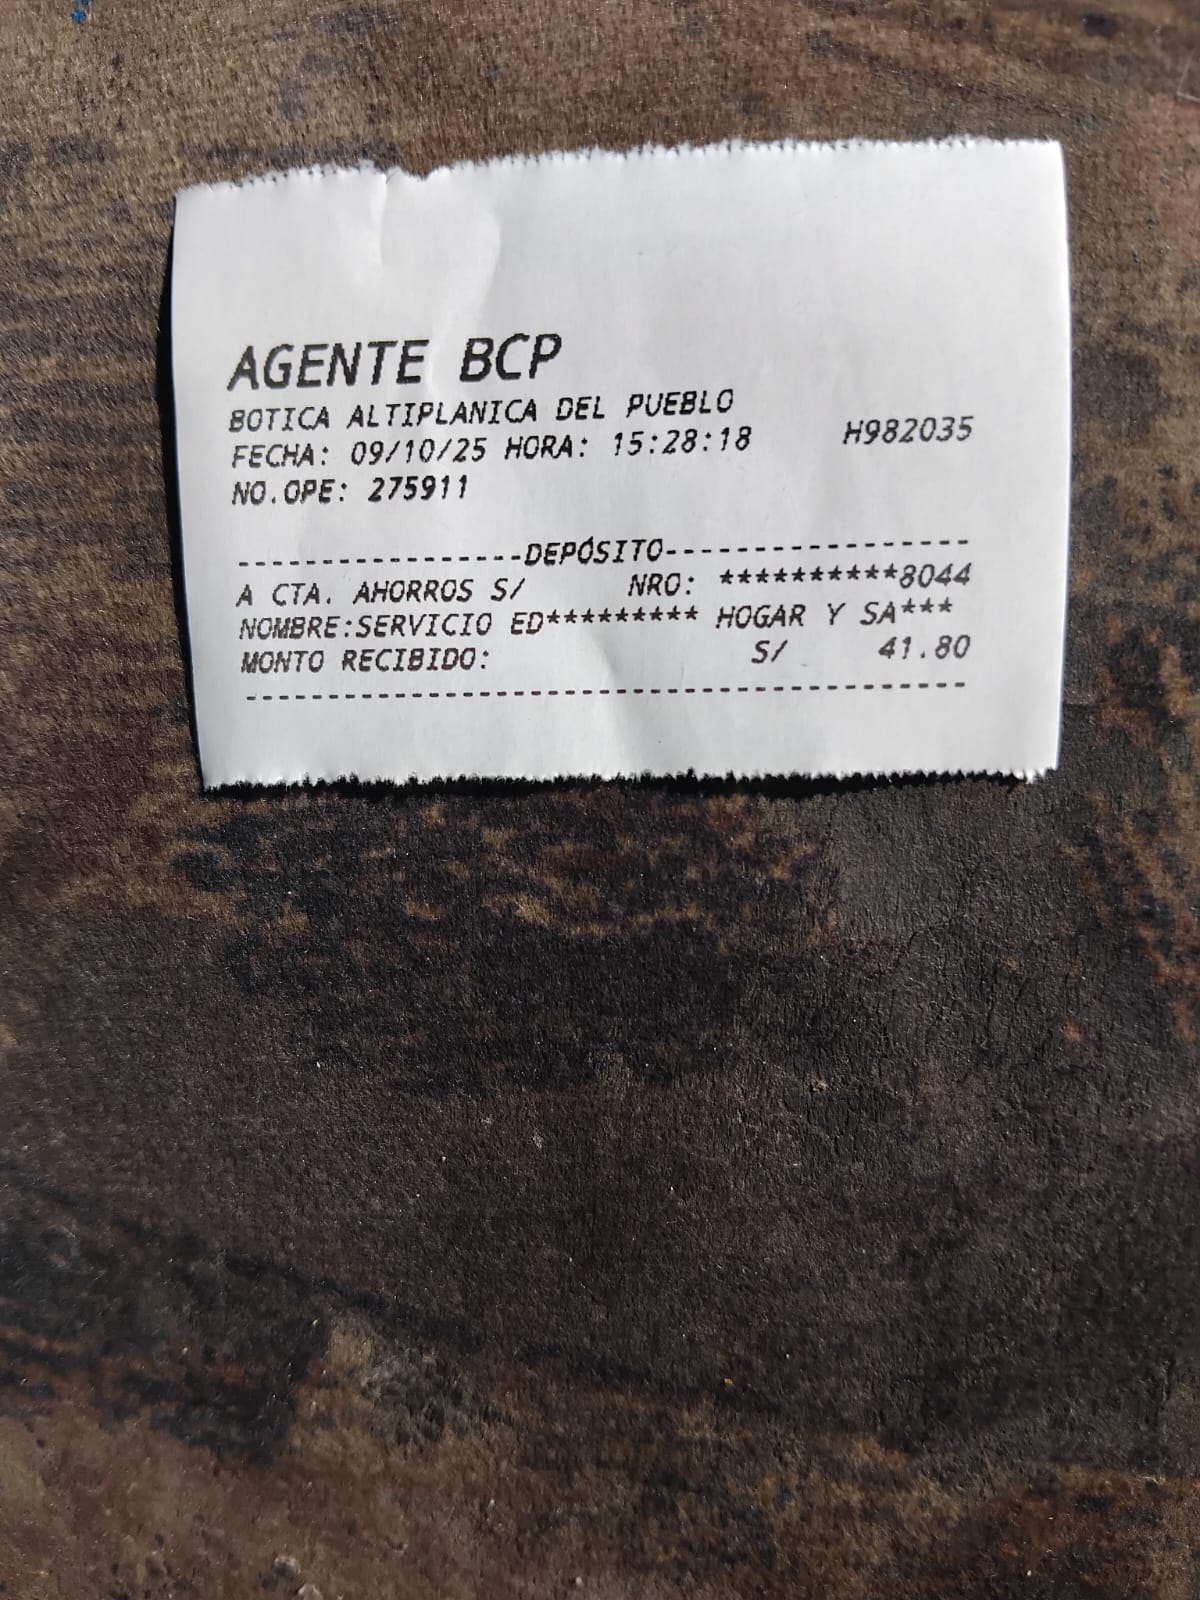 AGENTE BCP
BOTICA ALTIPLANICA DEL PUEBLO
FECHA: 09/10/25 HORA: 15:28:18 H982035
NO.OPE: 275911
-----------------DEPÓSITO------------------
A CTA. AHORROS S/ NRO: **********8044
NOMBRE:SERVICIO ED********* HOGAR Y SA***
MONTO RECIBIDO: S/ 41.80
-------------------------------------------